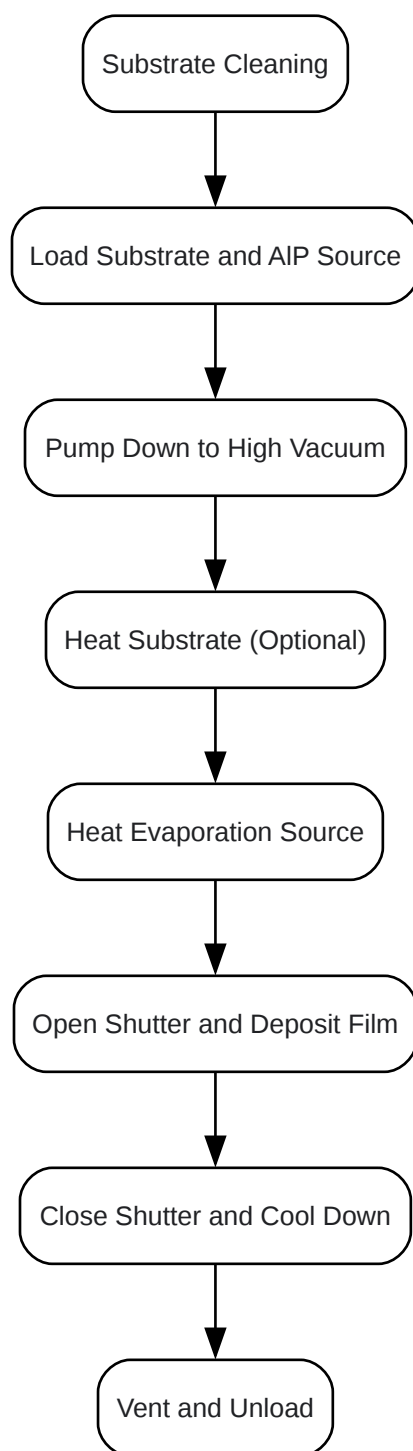 Substrate Cleaning
Load Substrate and AlP Source
Pump Down to High Vacuum
Heat Substrate (Optional)
Heat Evaporation Source
Open Shutter and Deposit Film
Close Shutter and Cool Down
Vent and Unload